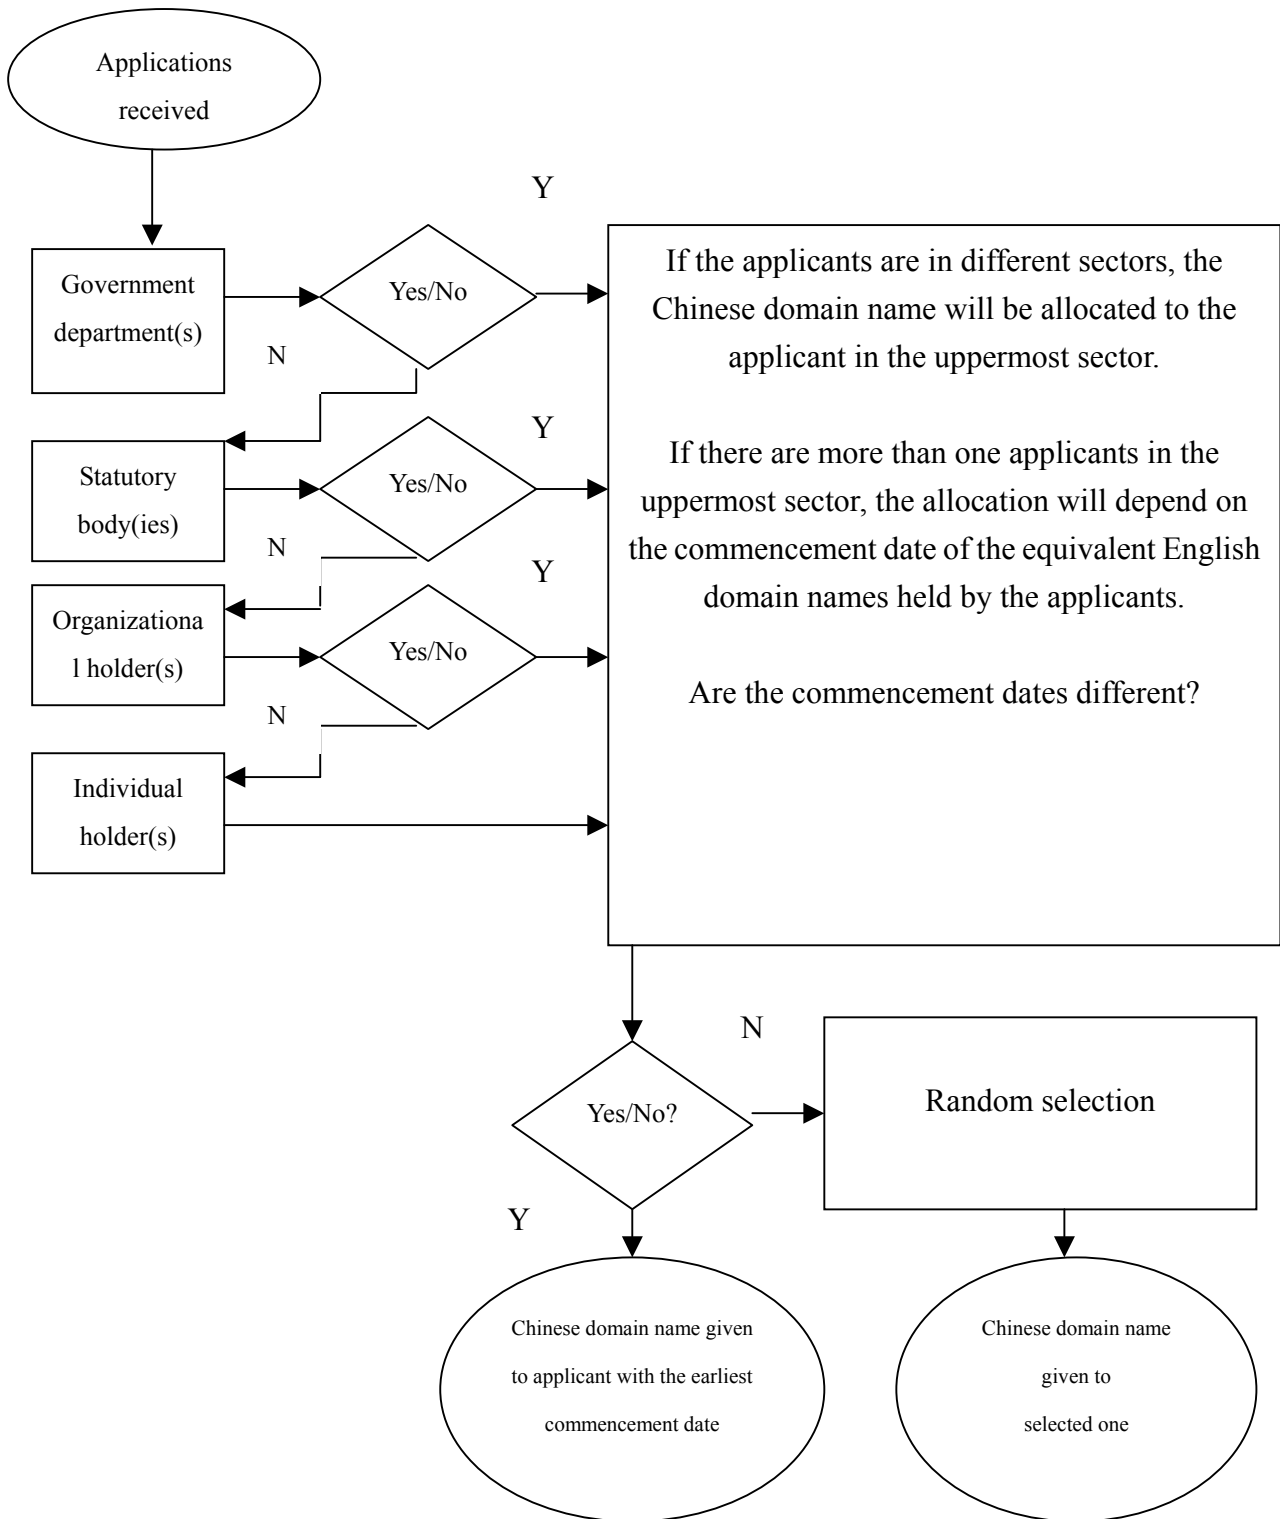 Applications
received
Y
Government
department(s)
Yes/No
N
If the applicants are in different sectors, the
Chinese domain name will be allocated to the
applicant in the uppermost sector.
If there are more than one applicants in the
uppermost sector, the allocation will depend on
the commencement date of the equivalent English
domain names held by the applicants.
Are the commencement dates different?
Y
Statutory
body(ies)
Yes/No
N
Y
Organizationa
l holder(s)
Yes/No
N
Individual
holder(s)
N
Yes/No?
Random selection
Y
Chinese domain name given
to applicant with the earliest
commencement date
Chinese domain name
given to
selected one